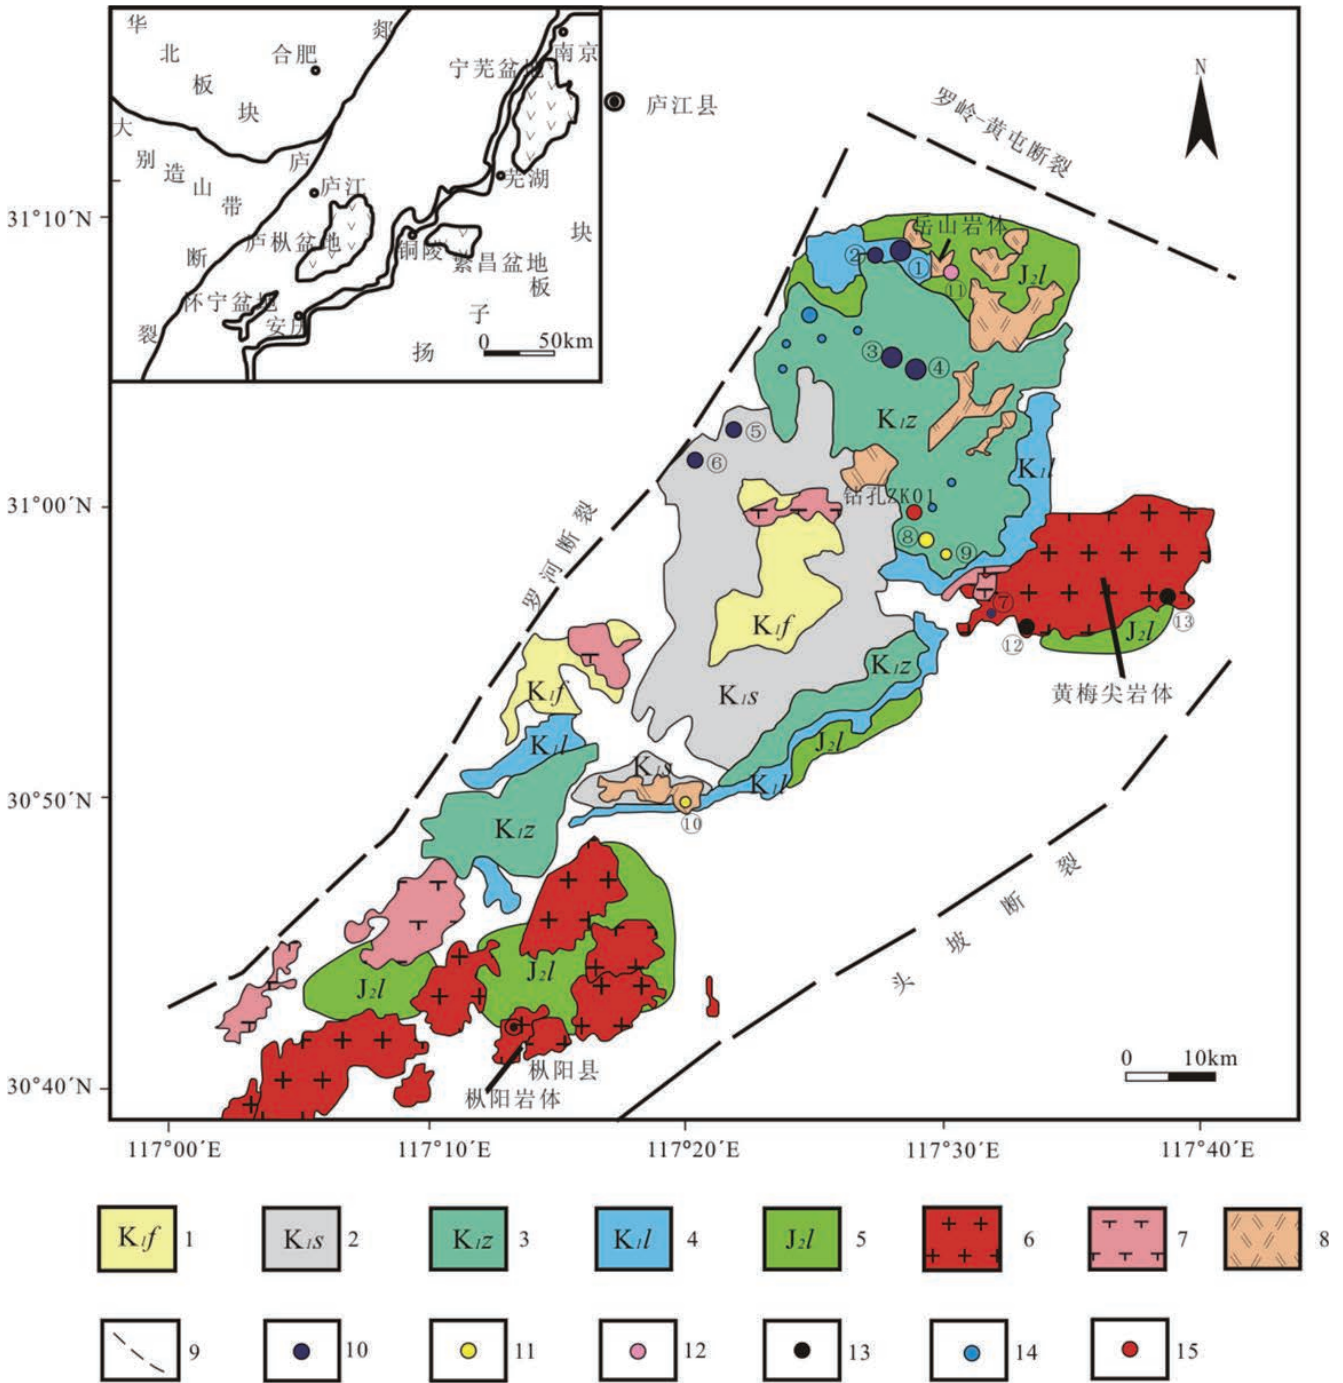 华
北
板
块
合肥
郯
庐
断
裂
大
别
造
山
带
庐江
庐枞盆地
怀宁盆地
安庆
铜陵
繁昌盆地
芜湖
宁芜盆地
南京
扬
子
板
块
0 50km
庐江县
N
罗岭-黄屯断裂
31°10′N
31°00′N
30°50′N
30°40′N
岳山岩体
② ① ⑪ J₂l
③ ④
K₁z
⑤
⑥
K₁l
钻孔ZK01
⑧ ⑨
罗河断裂
K₁f
⑦
⑫ J₂l ⑬
K₁z
黄梅尖岩体
K₁f
K₁s
K₁l
J₂l
K₁s
K₁l
⑩
K₁z
J₂l
J₂l
头坡断裂
枞阳县
枞阳岩体
0 10km
117°00′E 117°10′E 117°20′E 117°30′E 117°40′E
K₁f 1 K₁s 2 K₁z 3 K₁l 4 J₂l 5 6 7 8
9 10 11 12 13 14 15